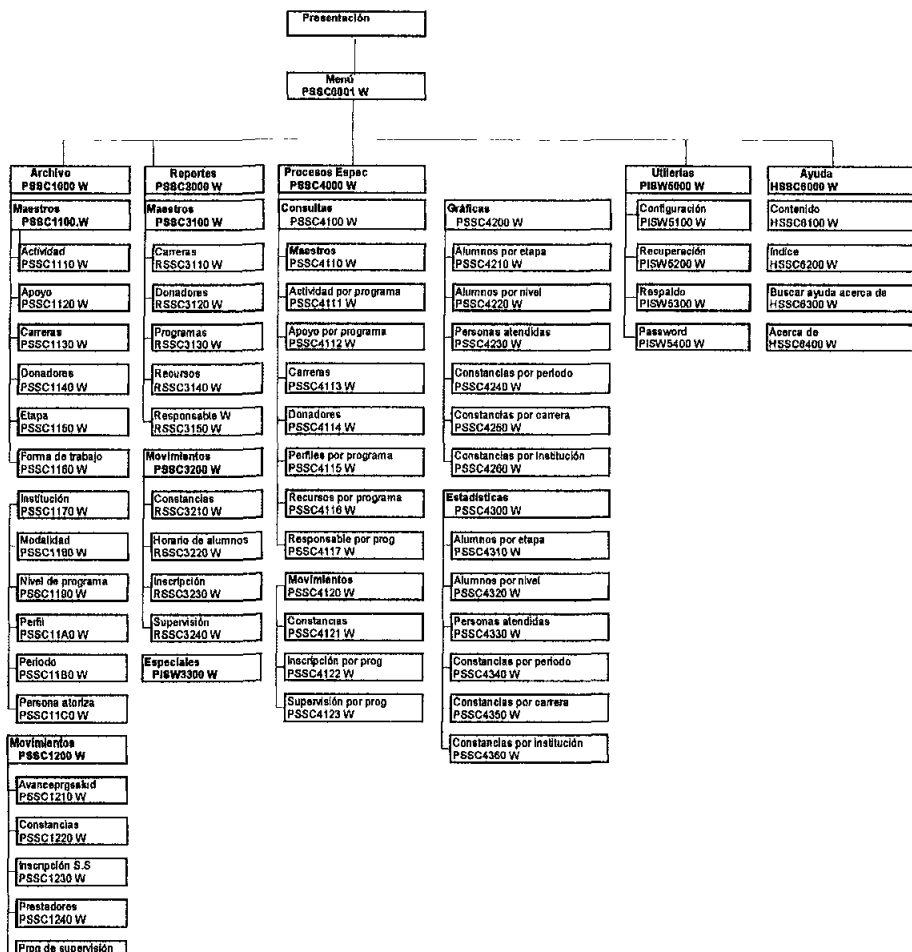 Presentación
Menú
PSSC0001 W
Archivo
PSSC1000 W
Maestros
PSSC1100.W
Actividad
PSSC1110 W
Apoyo
PSSC1120 W
Carreras
PSSC1130 W
Donadores
PSSC1140 W
Etapa
PSSC1150 W
Forma de trabajo
PSSC1160 W
Institución
PSSC1170 W
Modalidad
PSSC1180 W
Nivel de programa
PSSC1190 W
Perfil
PSSC11A0 W
Periodo
PSSC11B0 W
Persona atoriza
PSSC11C0 W
Movimientos
PSSC1200 W
Avanceprgsalud
PSSC1210 W
Constancias
PSSC1220 W
Inscripción S.S
PSSC1230 W
Prestadores
PSSC1240 W
Prog de supervisión
Reportes
PSSC3000 W
Maestros
PSSC3100 W
Carreras
RSSC3110 W
Donadores
RSSC3120 W
Programas
RSSC3130 W
Recursos
RSSC3140 W
Responsable W
RSSC3150 W
Movimientos
PSSC3200 W
Constancias
RSSC3210 W
Horario de alumnos
RSSC3220 W
Inscripción
RSSC3230 W
Supervisión
RSSC3240 W
Especiales
PISW3300 W
Procesos Espec
PSSC4000 W
Consultas
PSSC4100 W
Maestros
PSSC4110 W
Actividad por programa
PSSC4111 W
Apoyo por programa
PSSC4112 W
Carreras
PSSC4113 W
Donadores
PSSC4114 W
Perfiles por programa
PSSC4115 W
Recursos por programa
PSSC4116 W
Responsable por prog
PSSC4117 W
Movimientos
PSSC4120 W
Constancias
PSSC4121 W
Inscripción por prog
PSSC4122 W
Supervisión por prog
PSSC4123 W
Gráficas
PSSC4200 W
Alumnos por etapa
PSSC4210 W
Alumnos por nivel
PSSC4220 W
Personas atendidas
PSSC4230 W
Constancias por periodo
PSSC4240 W
Constancias por carrera
PSSC4250 W
Constancias por institución
PSSC4260 W
Estadísticas
PSSC4300 W
Alumnos por etapa
PSSC4310 W
Alumnos por nivel
PSSC4320 W
Personas atendidas
PSSC4330 W
Constancias por periodo
PSSC4340 W
Constancias por carrera
PSSC4350 W
Constancias por institución
PSSC4360 W
Utilerías
PISW5000 W
Configuración
PISW5100 W
Recuperación
PISW5200 W
Respaldo
PISW5300 W
Password
PISW5400 W
Ayuda
HSSC6000 W
Contenido
HSSC6100 W
Indice
HSSC6200 W
Buscar ayuda acerca de
HSSC6300 W
Acerca de
HSSC6400 W